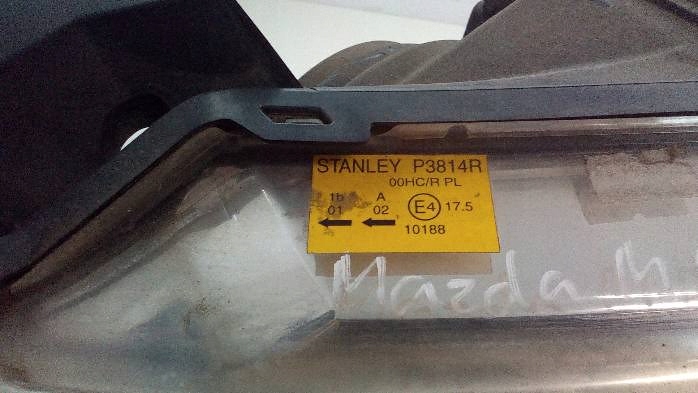 STANLEY P3814R
00HC/R PL
1b A
01 02 E4 17.5
10188
Mazda M